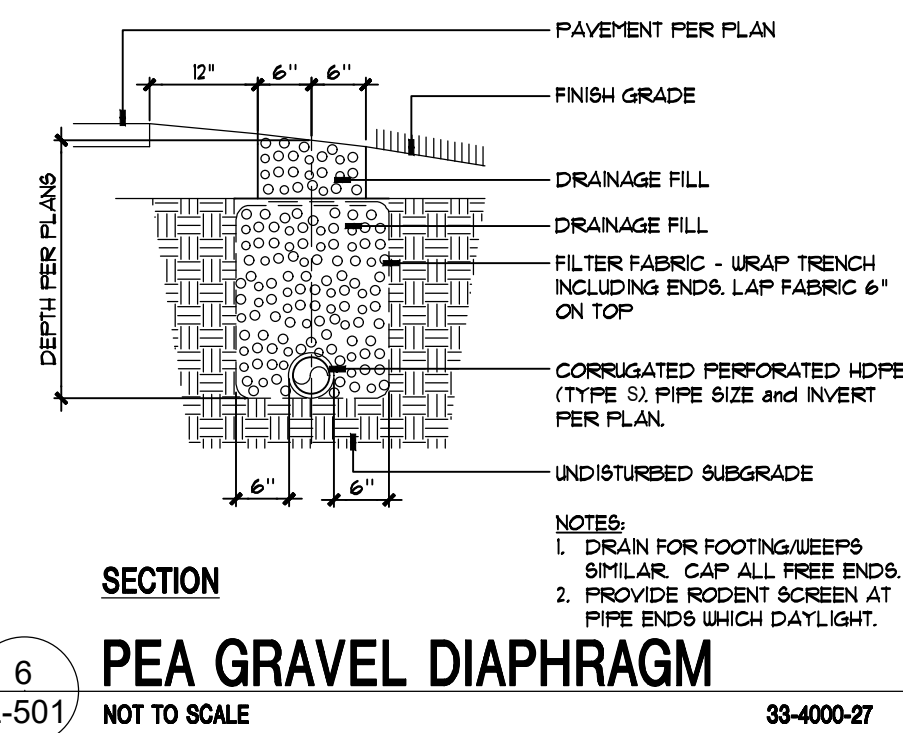 PAVEMENT PER PLAN
12" 6" 6"
FINISH GRADE
DRAINAGE FILL
DRAINAGE FILL
DEPTH PER PLANS
FILTER FABRIC - WRAP TRENCH
INCLUDING ENDS. LAP FABRIC 6"
ON TOP
CORRUGATED PERFORATED HDPE
(TYPE S). PIPE SIZE and INVERT
PER PLAN.
UNDISTURBED SUBGRADE
6" 6"
NOTES:
1. DRAIN FOR FOOTING/WEEPS
SIMILAR. CAP ALL FREE ENDS.
2. PROVIDE RODENT SCREEN AT
PIPE ENDS WHICH DAYLIGHT.
SECTION
6
-501
PEA GRAVEL DIAPHRAGM
NOT TO SCALE
33-4000-27